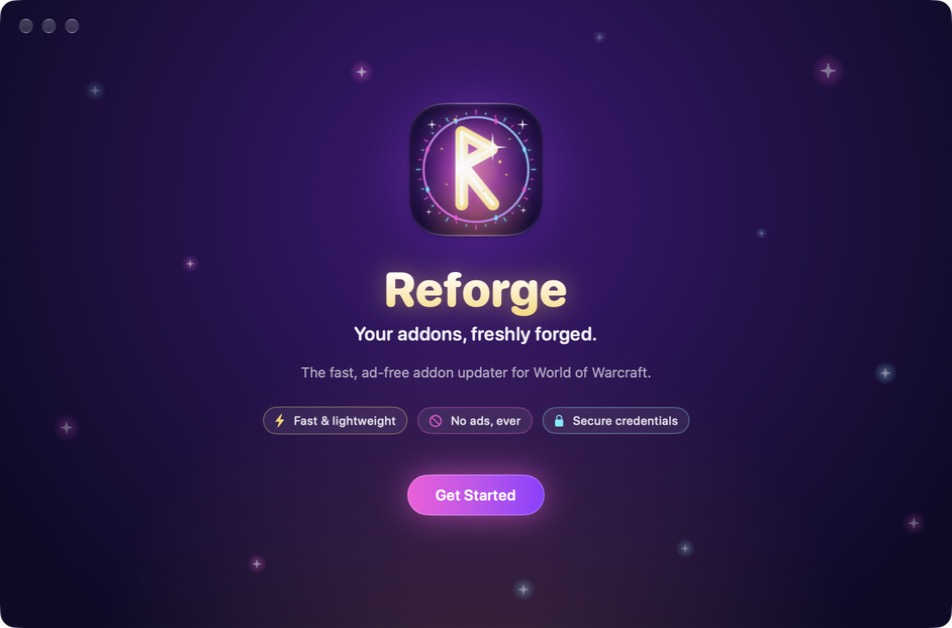 Reforge
Your addons, freshly forged.
The fast, ad-free addon updater for World of Warcraft.
Fast & lightweight
No ads, ever
Secure credentials
Get Started